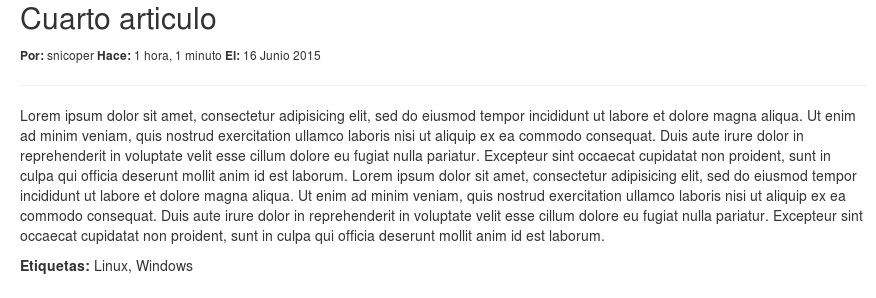 Cuarto articulo
Por: snicoper Hace: 1 hora, 1 minuto El: 16 Junio 2015
Lorem ipsum dolor sit amet, consectetur adipisicing elit, sed do eiusmod tempor incididunt ut labore et dolore magna aliqua. Ut enim
ad minim veniam, quis nostrud exercitation ullamco laboris nisi ut aliquip ex ea commodo consequat. Duis aute irure dolor in
reprehenderit in voluptate velit esse cillum dolore eu fugiat nulla pariatur. Excepteur sint occaecat cupidatat non proident, sunt in
culpa qui officia deserunt mollit anim id est laborum. Lorem ipsum dolor sit amet, consectetur adipisicing elit, sed do eiusmod tempor
incididunt ut labore et dolore magna aliqua. Ut enim ad minim veniam, quis nostrud exercitation ullamco laboris nisi ut aliquip ex ea
commodo consequat. Duis aute irure dolor in reprehenderit in voluptate velit esse cillum dolore eu fugiat nulla pariatur. Excepteur sint
occaecat cupidatat non proident, sunt in culpa qui officia deserunt mollit anim id est laborum.
Etiquetas: Linux, Windows